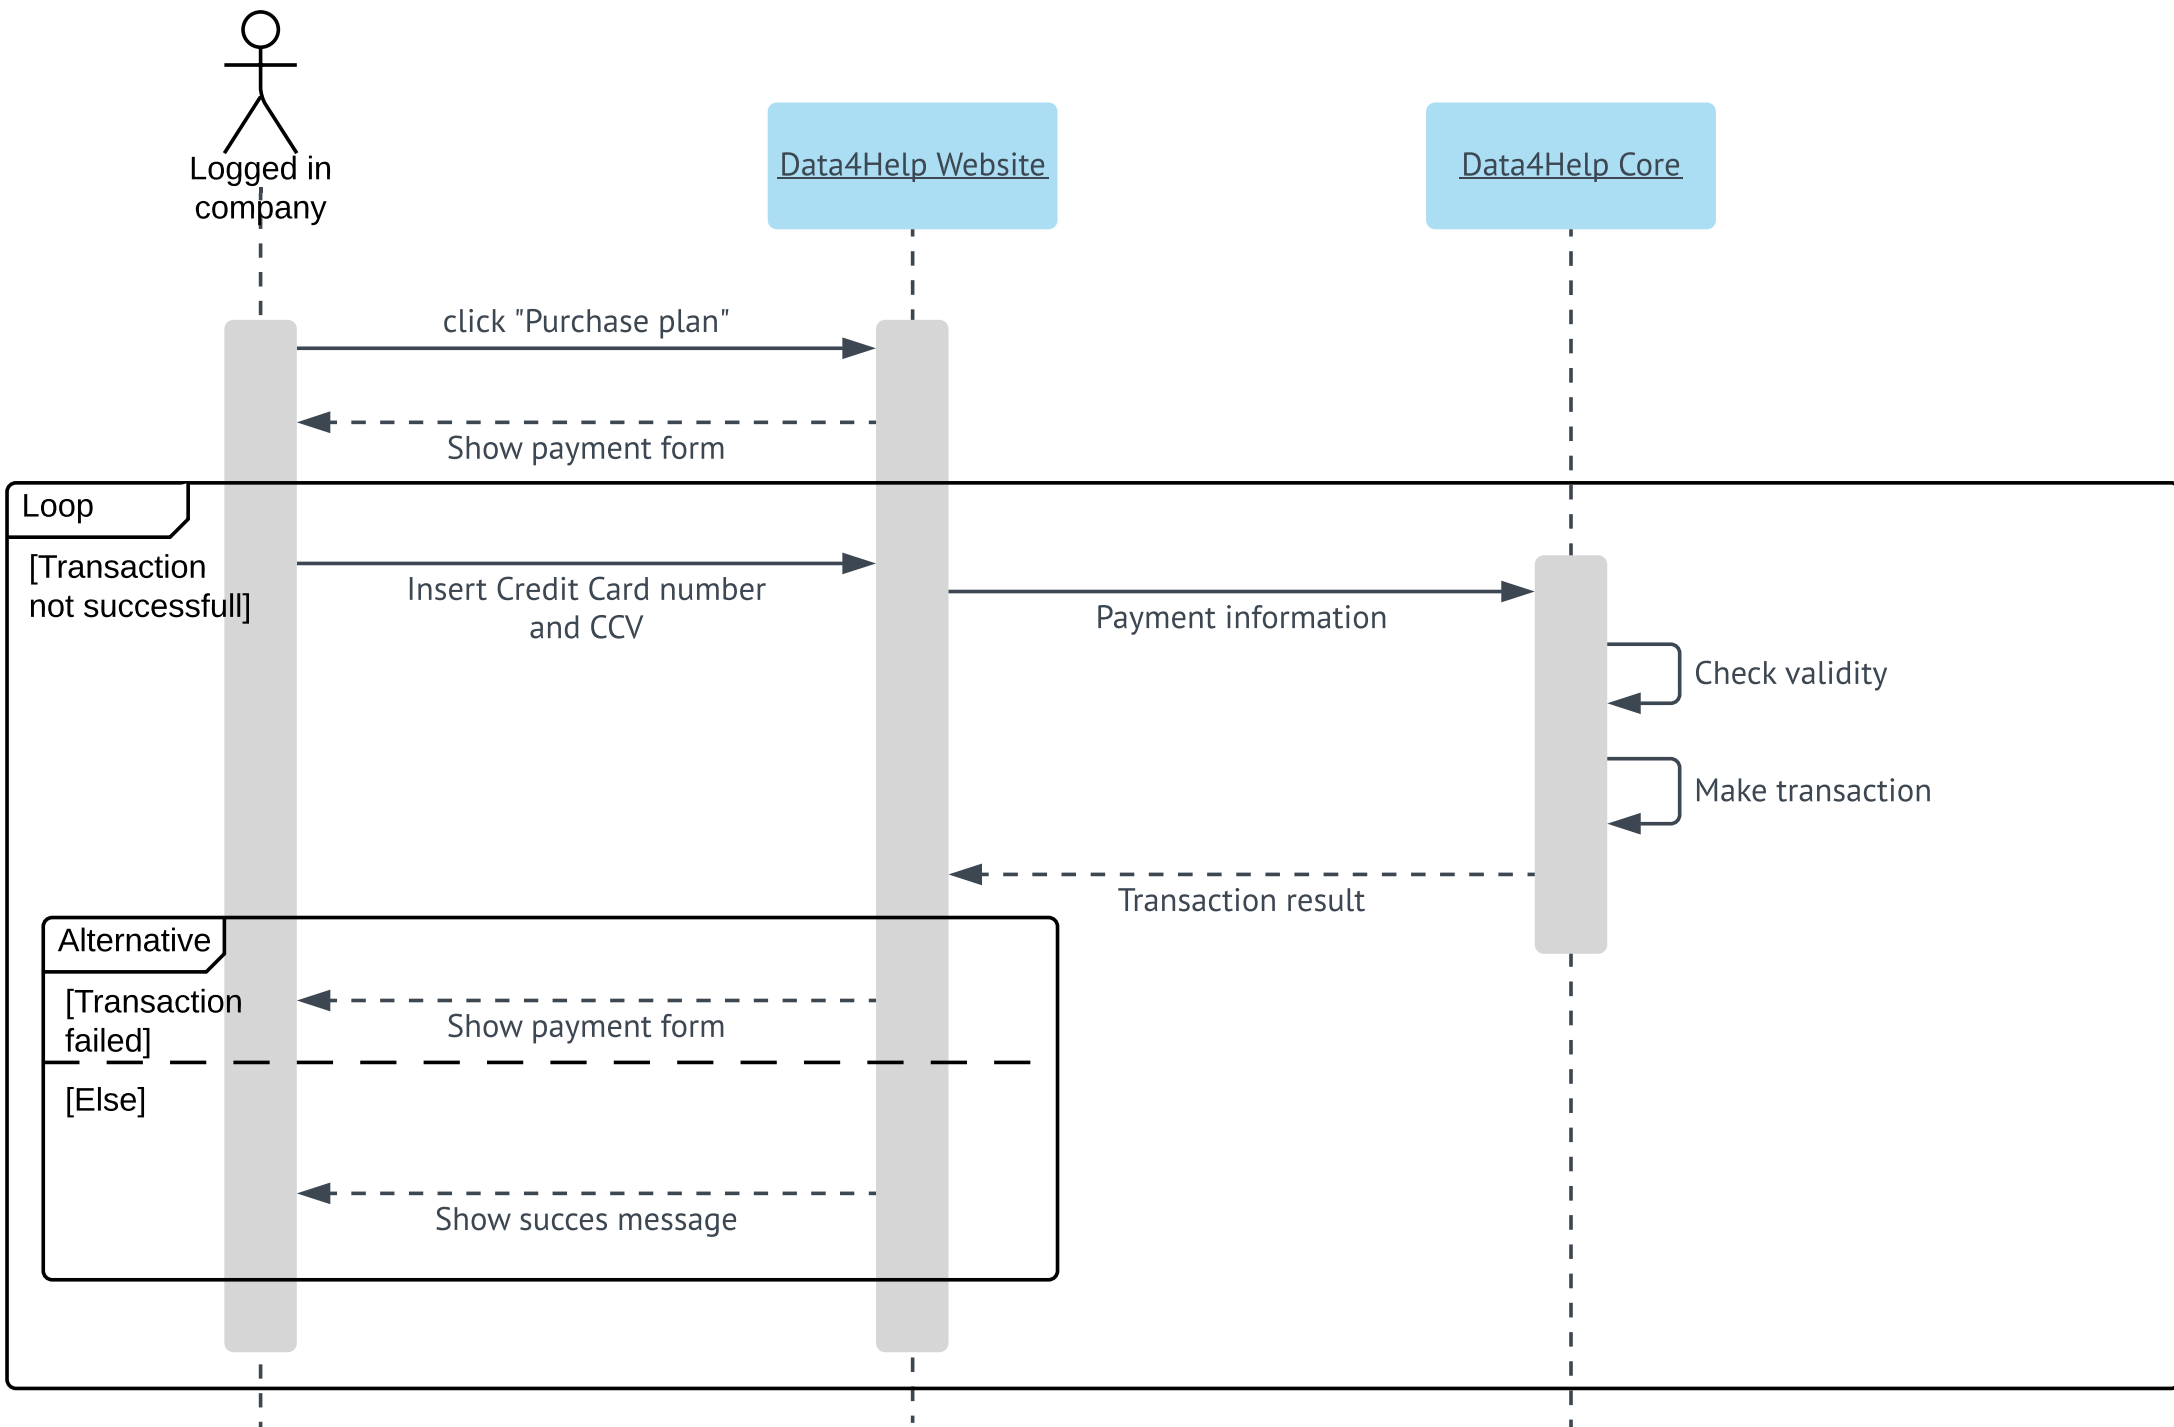 Logged in
company
Data4Help Website
Data4Help Core
click "Purchase plan"
Show payment form
Loop
[Transaction
not successfull]
Insert Credit Card number
and CCV
Payment information
Check validity
Make transaction
Transaction result
Alternative
[Transaction
failed]
Show payment form
[Else]
Show succes message